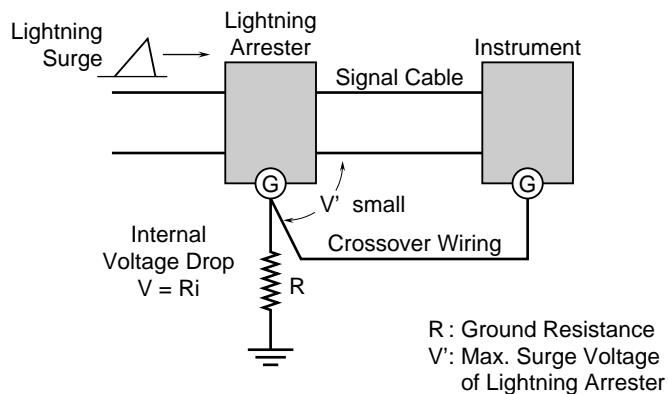 Lightning
Surge
Lightning
Arrester
Instrument
Signal Cable
G
G
V' small
Internal
Voltage Drop
V = Ri
Crossover Wiring
R
R : Ground Resistance
V': Max. Surge Voltage
of Lightning Arrester